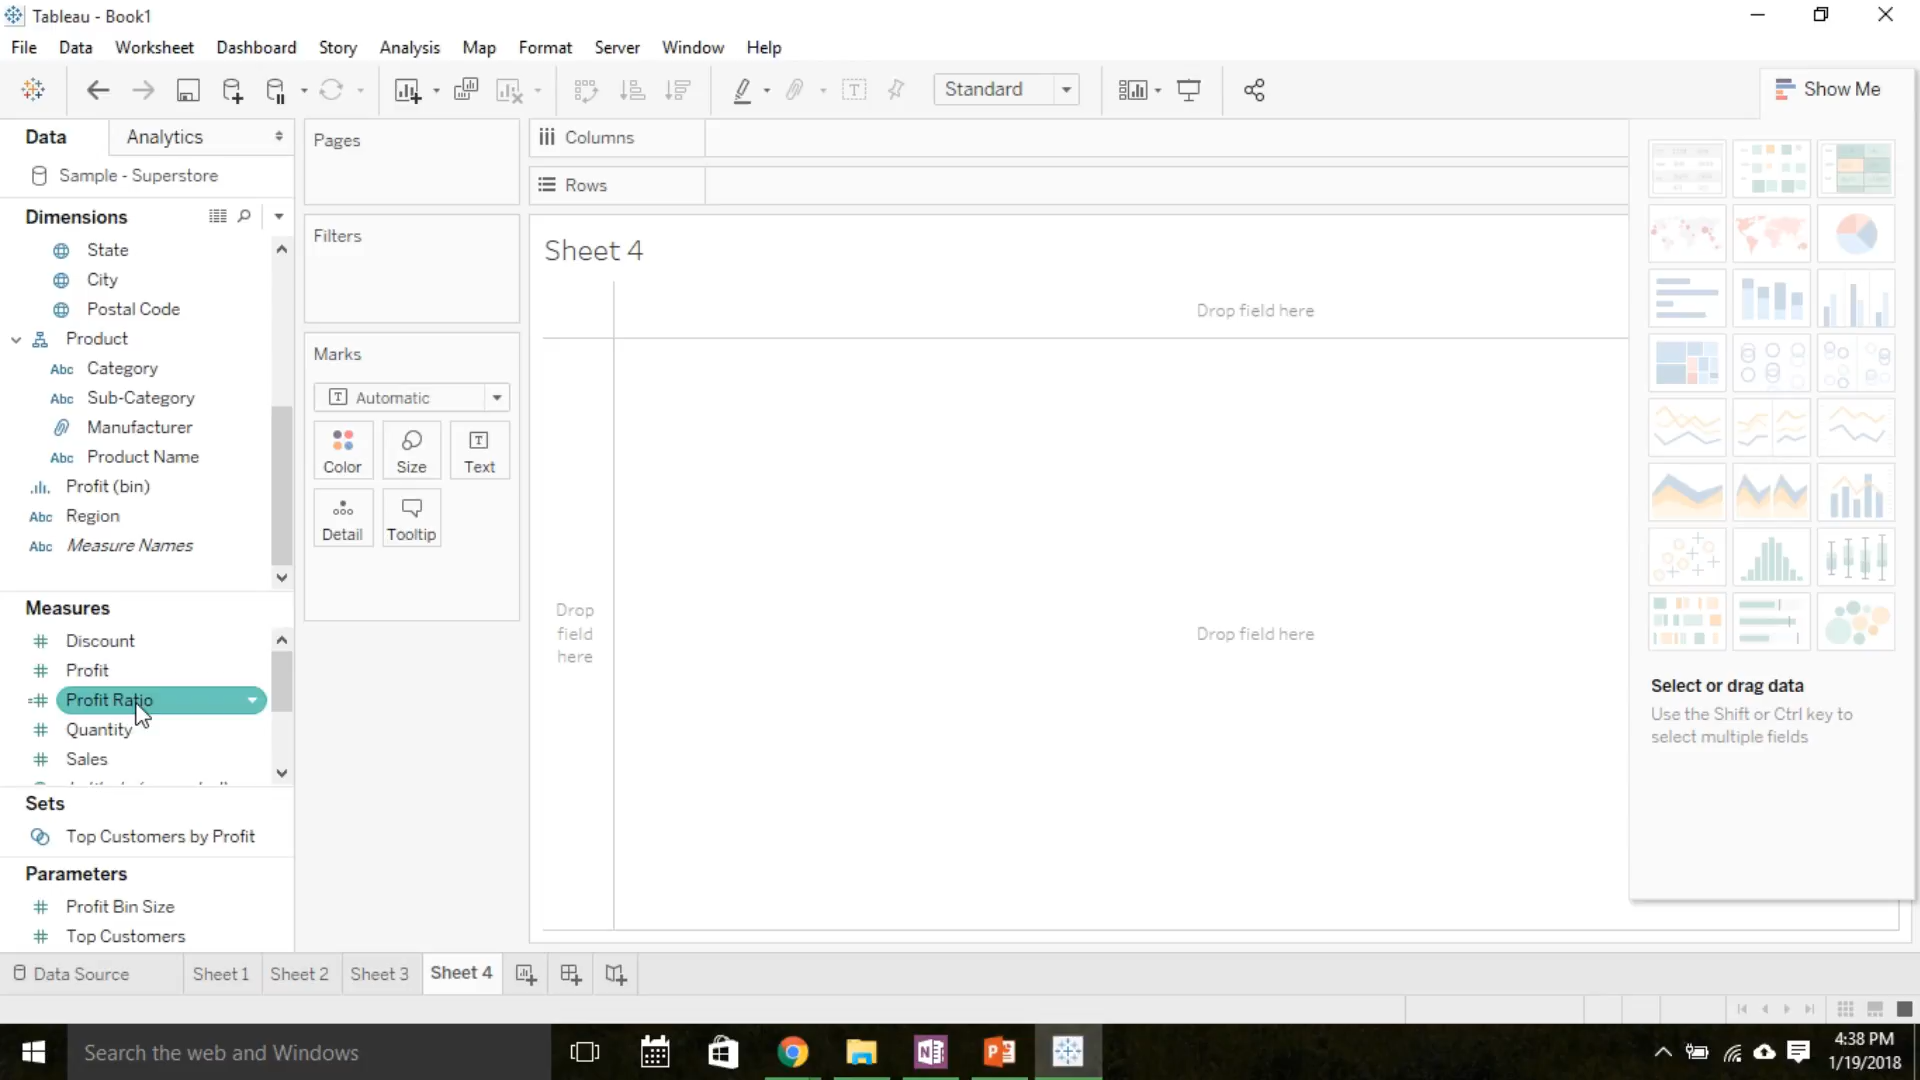 Tableau - Book1
File Data Worksheet Dashboard Story Analysis Map Format Server Window Help
Standard
Show Me
Data Analytics
Sample - Superstore
Dimensions
State
City
Postal Code
Product
Abc Category
Abc Sub-Category
Manufacturer
Abc Product Name
Profit (bin)
Abc Region
Abc Measure Names
Measures
Discount
Profit
Profit Ratio
Quantity
Sales
Sets
Top Customers by Profit
Parameters
Profit Bin Size
Top Customers
Pages
Filters
Marks
Automatic
Color Size Text
Detail Tooltip
Columns
Rows
Sheet 4
Drop field here
Drop
field
here
Drop field here
Select or drag data
Use the Shift or Ctrl key to
select multiple fields
Data Source Sheet 1 Sheet 2 Sheet 3 Sheet 4
Search the web and Windows
4:38 PM
1/19/2018